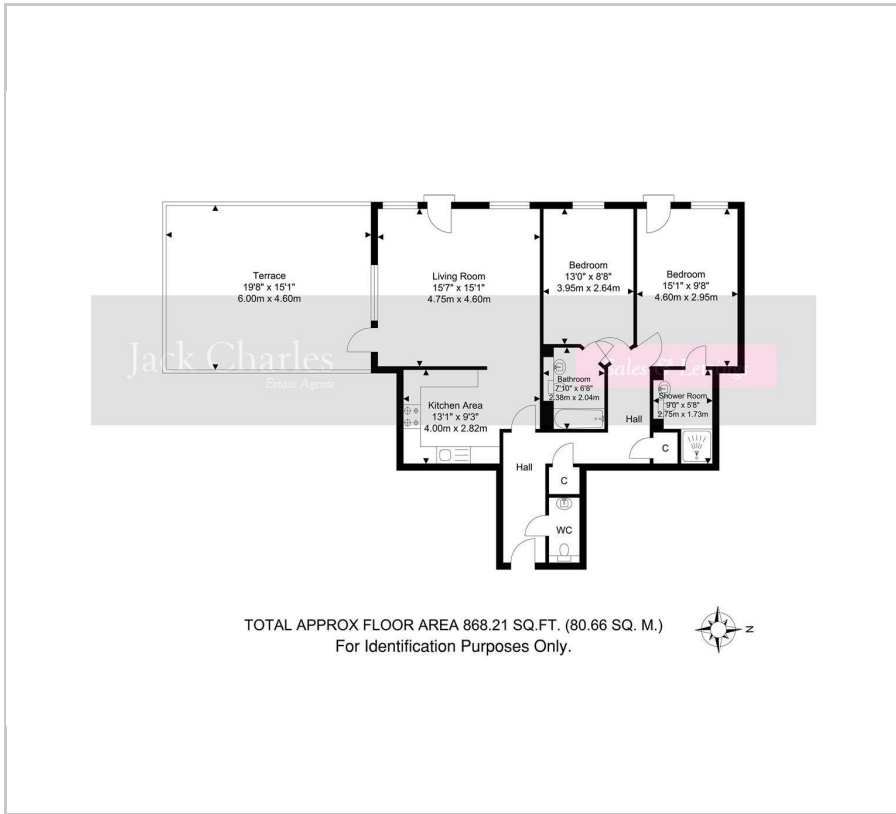 Terrace
19'8" x 15'1"
6.00m x 4.60m
Living Room
15'7" x 15'1"
4.75m x 4.60m
Bedroom
13'0" x 8'8"
3.95m x 2.64m
Bedroom
15'1" x 9'8"
4.60m x 2.95m
Jack Charles
Estate Agents
Sales & Lettings
Kitchen Area
13'1" x 9'3"
4.00m x 2.82m
Bathroom
7'10" x 6'8"
2.38m x 2.04m
Shower Room
9'0" x 5'8"
2.75m x 1.73m
Hall
Hall
C
C
WC
TOTAL APPROX FLOOR AREA 868.21 SQ.FT. (80.66 SQ. M.)
For Identification Purposes Only.
N